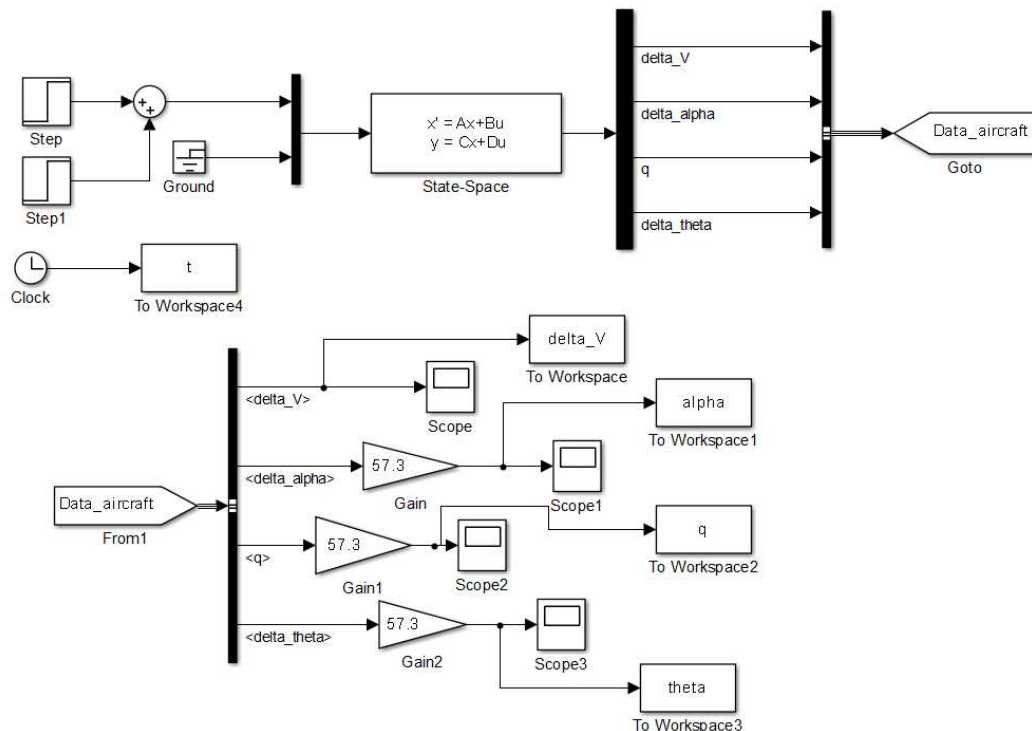 delta_V
Step
++
x' = Ax+Bu
y = Cx+Du
delta_alpha
Data_aircraft
Ground
State-Space
q
Goto
Step1
delta_theta
t
Clock
To Workspace4
delta_V
To Workspace
<delta_V>
Scope
alpha
To Workspace1
57.3
<delta_alpha>
Gain
Scope1
Data_aircraft
From1
q
To Workspace2
57.3
<q>
Gain1
Scope2
57.3
<delta_theta>
Gain2
Scope3
theta
To Workspace3